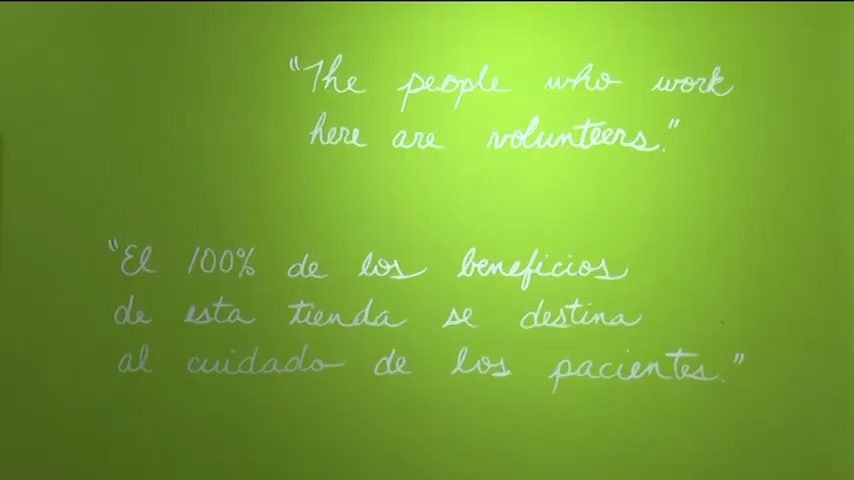 "The people who work
here are volunteers."
"El 100% de los beneficios
de esta tienda se destina
al cuidado de los pacientes."